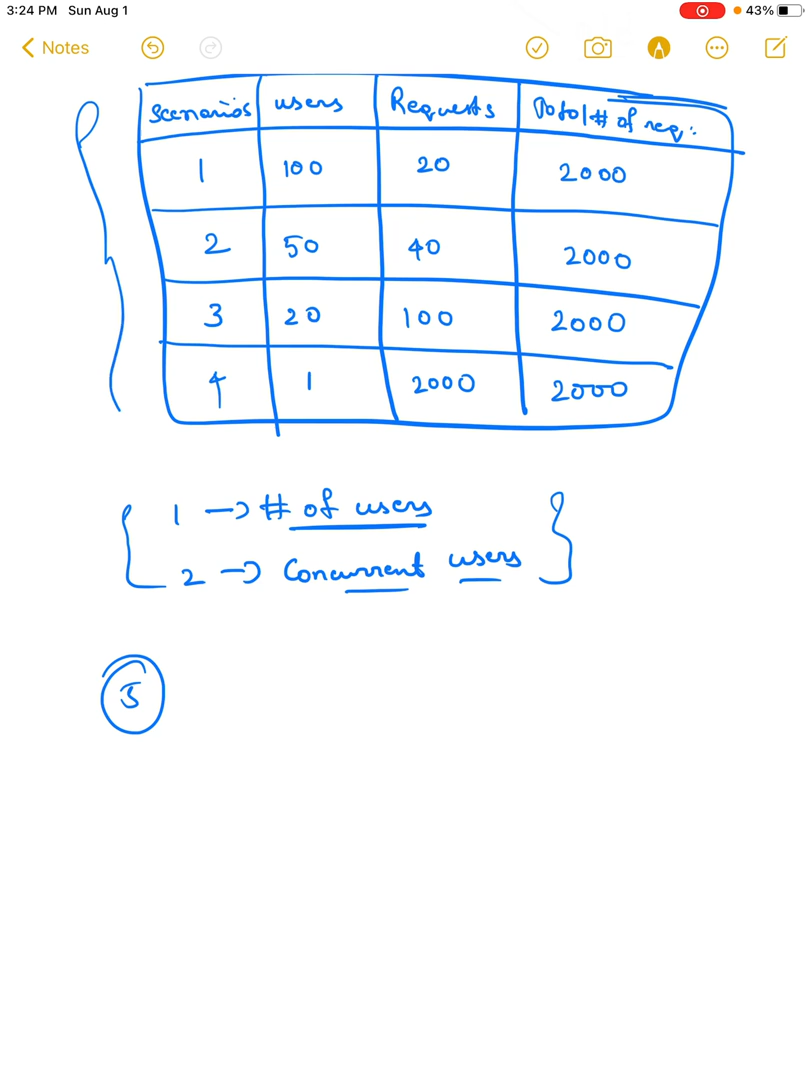 3:24 PM Sun Aug 1 43%
Notes
Scenarios users Requests Total # of req:
1 100 20 2000
2 50 40 2000
3 20 100 2000
4 1 2000 2000
1 → # of users
2 → Concurrent users